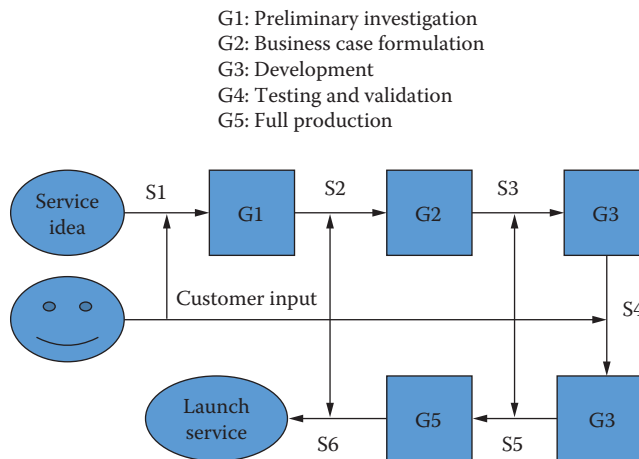 G1: Preliminary investigation
G2: Business case formulation
G3: Development
G4: Testing and validation
G5: Full production
S1
S2
S3
Service
idea
G1
G2
G3
Customer input
S4
Launch
service
S6
G5
S5
G3